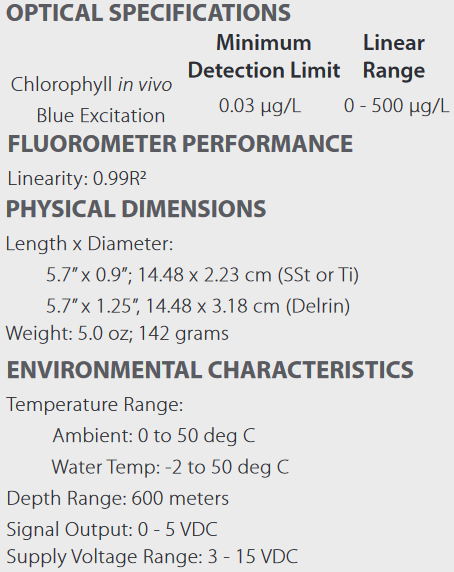 OPTICAL SPECIFICATIONS
Minimum Detection Limit
Linear Range
Chlorophyll in vivo
Blue Excitation
0.03 µg/L
0 - 500 µg/L
FLUOROMETER PERFORMANCE
Linearity: 0.99R²
PHYSICAL DIMENSIONS
Length x Diameter:
5.7” x 0.9”; 14.48 x 2.23 cm (SSt or Ti)
5.7” x 1.25”, 14.48 x 3.18 cm (Delrin)
Weight: 5.0 oz; 142 grams
ENVIRONMENTAL CHARACTERISTICS
Temperature Range:
Ambient: 0 to 50 deg C
Water Temp: -2 to 50 deg C
Depth Range: 600 meters
Signal Output: 0 - 5 VDC
Supply Voltage Range: 3 - 15 VDC